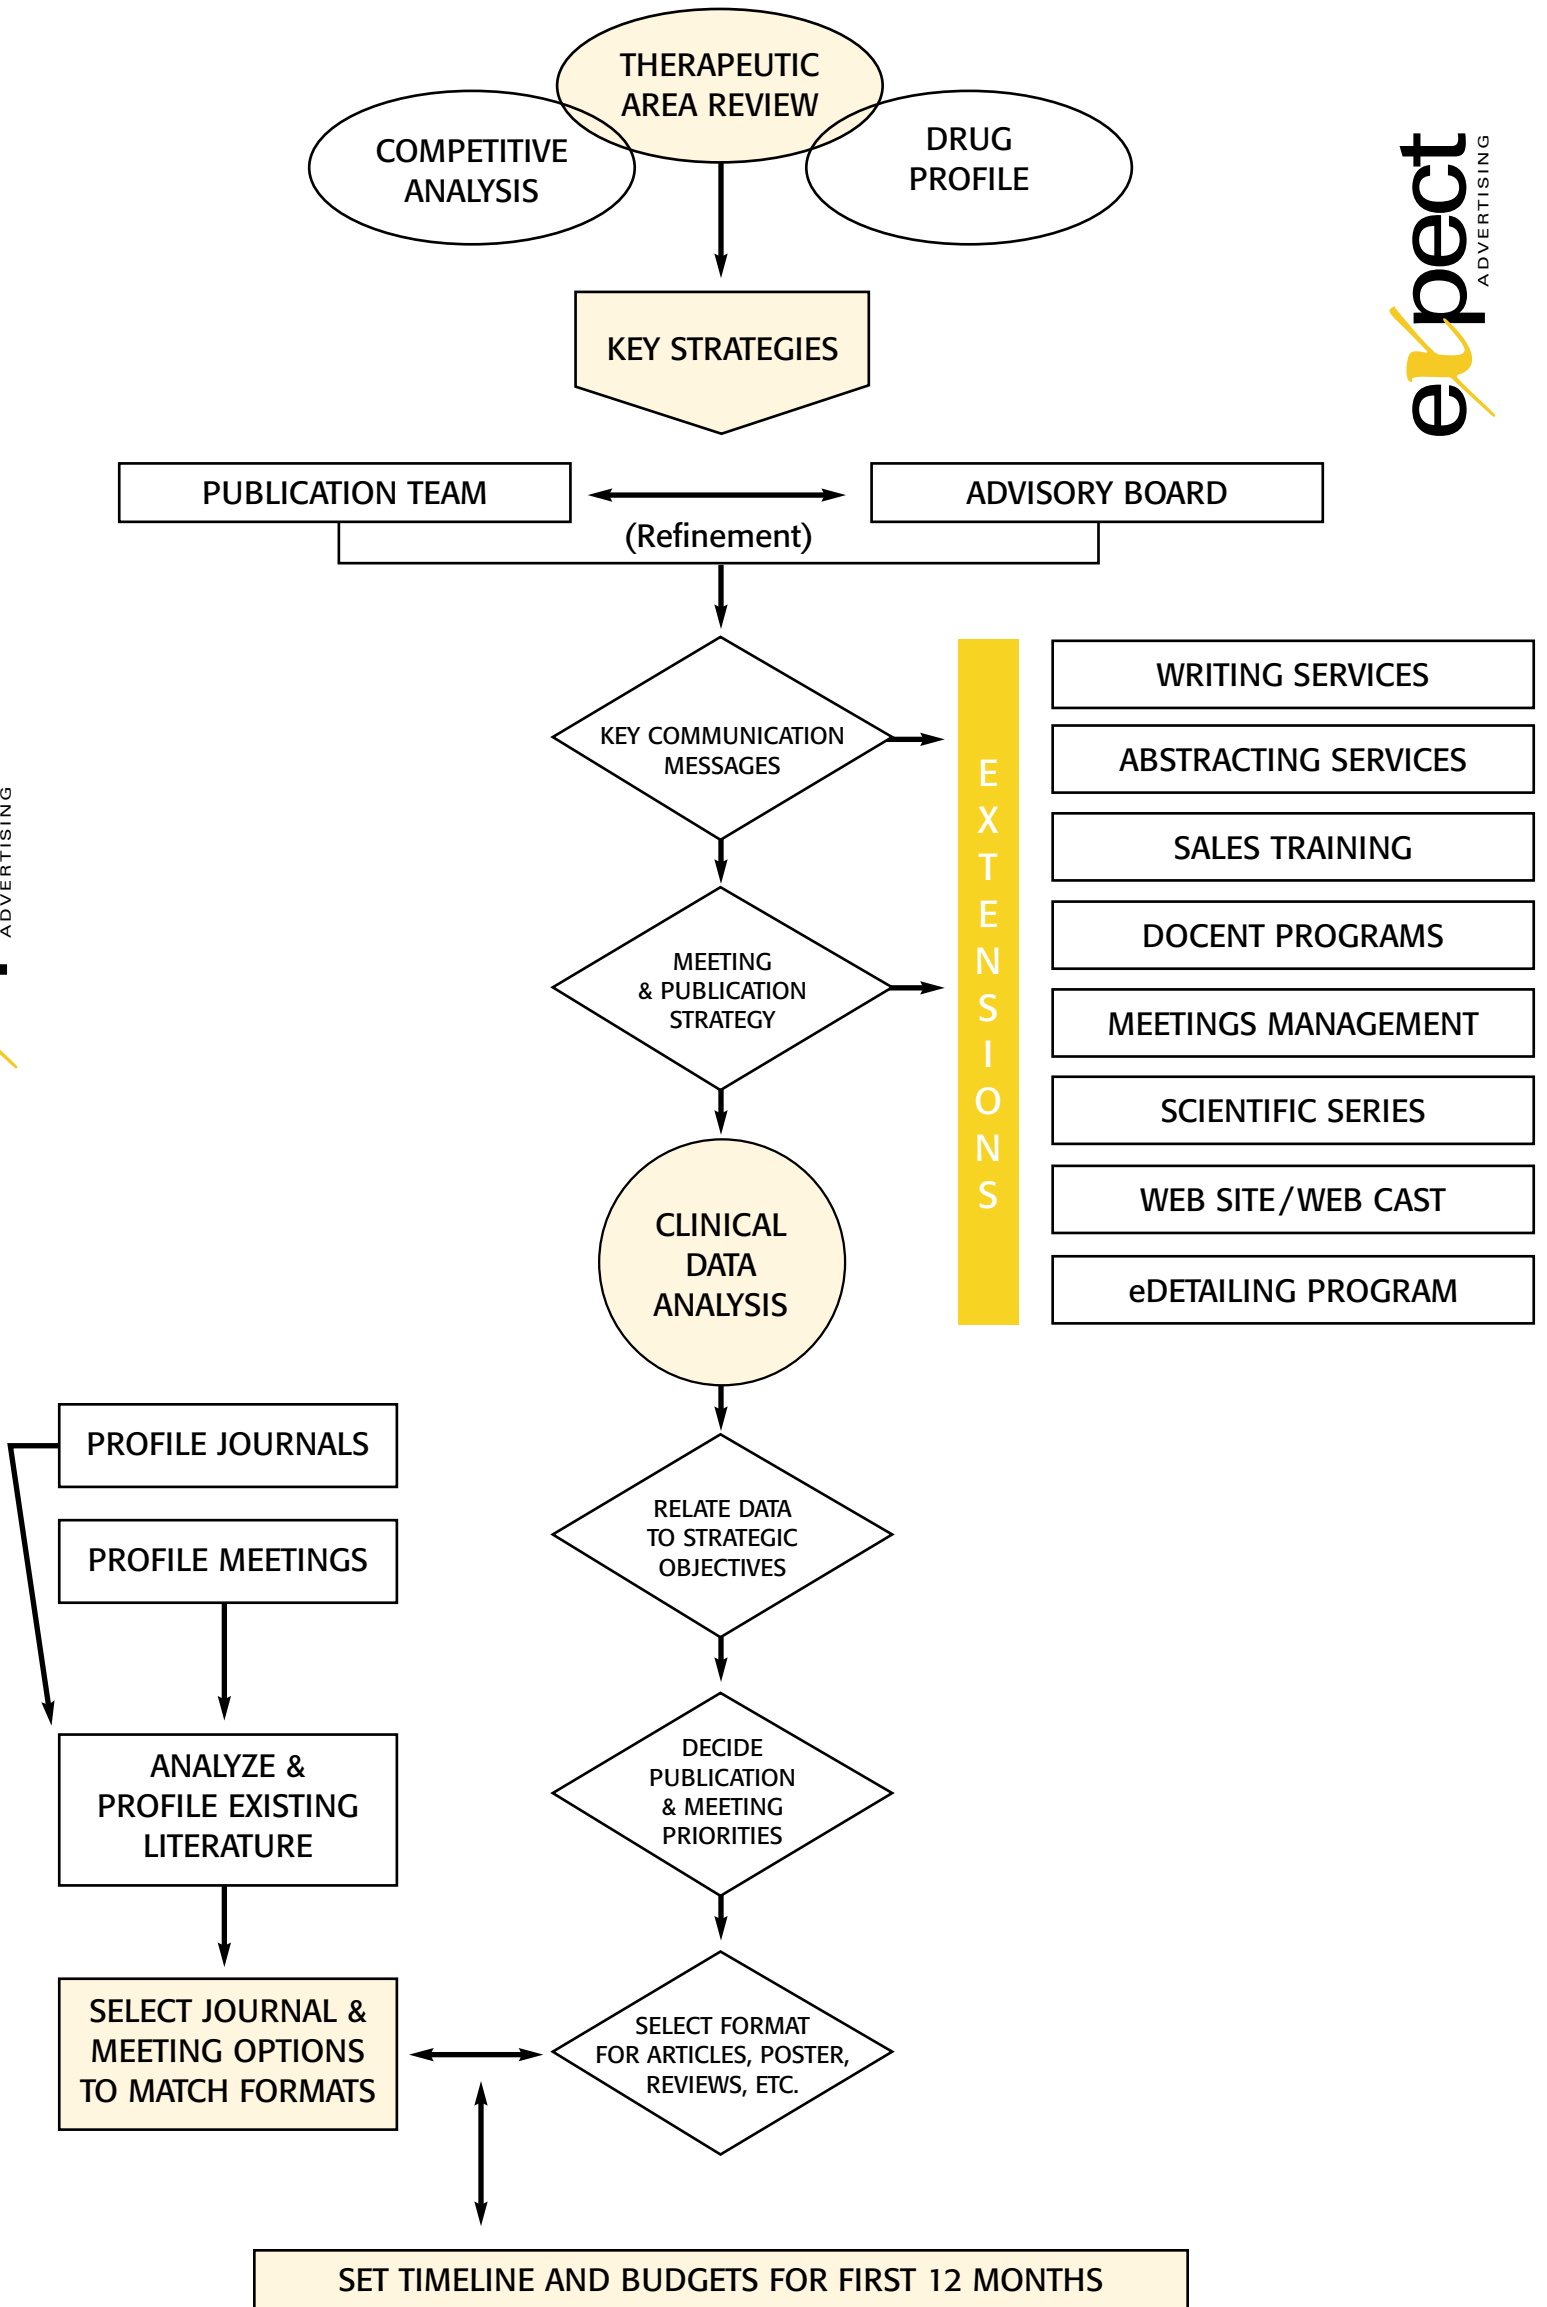 THERAPEUTIC
AREA REVIEW
COMPETITIVE
ANALYSIS
DRUG
PROFILE
expect
ADVERTISING
KEY STRATEGIES
PUBLICATION TEAM
ADVISORY BOARD
(Refinement)
KEY COMMUNICATION
MESSAGES
MEETING
& PUBLICATION
STRATEGY
EXTENSIONS
WRITING SERVICES
ABSTRACTING SERVICES
SALES TRAINING
DOCENT PROGRAMS
MEETINGS MANAGEMENT
SCIENTIFIC SERIES
WEB SITE/WEB CAST
eDETAILING PROGRAM
ADVERTISING
CLINICAL
DATA
ANALYSIS
RELATE DATA
TO STRATEGIC
OBJECTIVES
DECIDE
PUBLICATION
& MEETING
PRIORITIES
SELECT FORMAT
FOR ARTICLES, POSTER,
REVIEWS, ETC.
PROFILE JOURNALS
PROFILE MEETINGS
ANALYZE &
PROFILE EXISTING
LITERATURE
SELECT JOURNAL &
MEETING OPTIONS
TO MATCH FORMATS
SET TIMELINE AND BUDGETS FOR FIRST 12 MONTHS